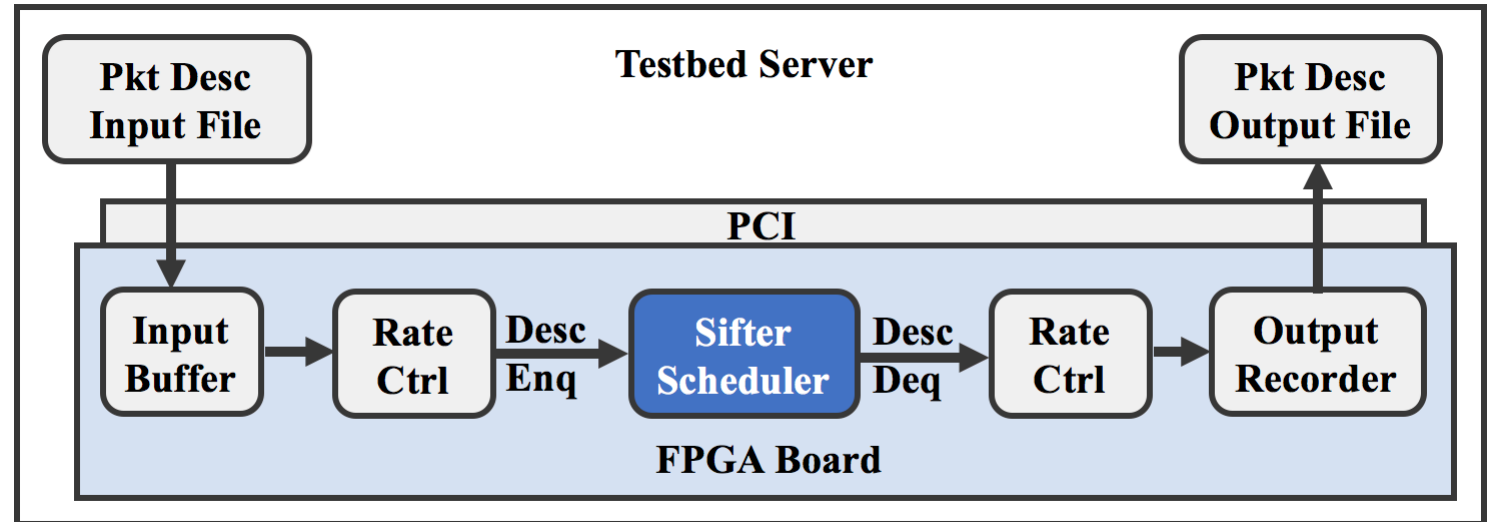 Pkt Desc
Input File
Testbed Server
Pkt Desc
Output File
PCI
Input
Buffer
Rate
Ctrl
Desc
Enq
Sifter
Scheduler
Desc
Deq
Rate
Ctrl
Output
Recorder
FPGA Board